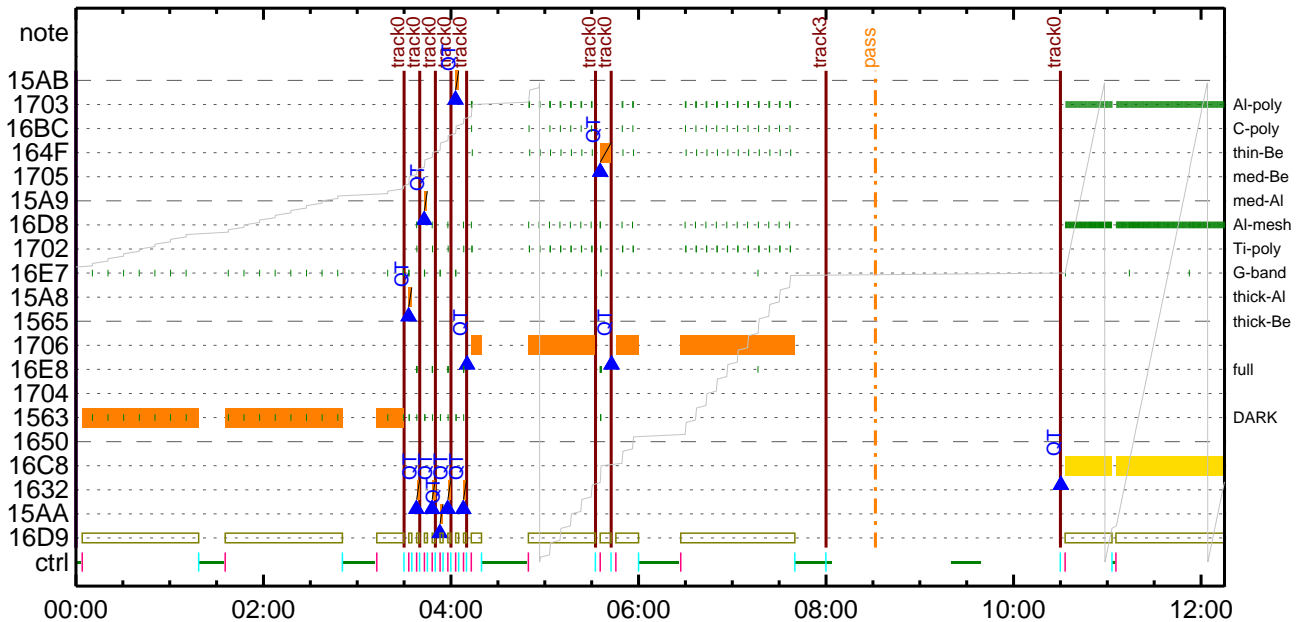 note
track0 track0 track0 track0 track0 track0 track0 track3 pass track0
15AB QT
1703 Al-poly
16BC C-poly
164F QT thin-Be
1705 QT med-Be
15A9 med-Al
16D8 Al-mesh
1702 Ti-poly
16E7 QT G-band
15A8 thick-Al
1565 QT QT thick-Be
1706
16E8 full
1704
1563 DARK
1650 QT
16C8 QT QT QT QT
1632 QT
15AA
16D9
ctrl
00:00 02:00 04:00 06:00 08:00 10:00 12:00